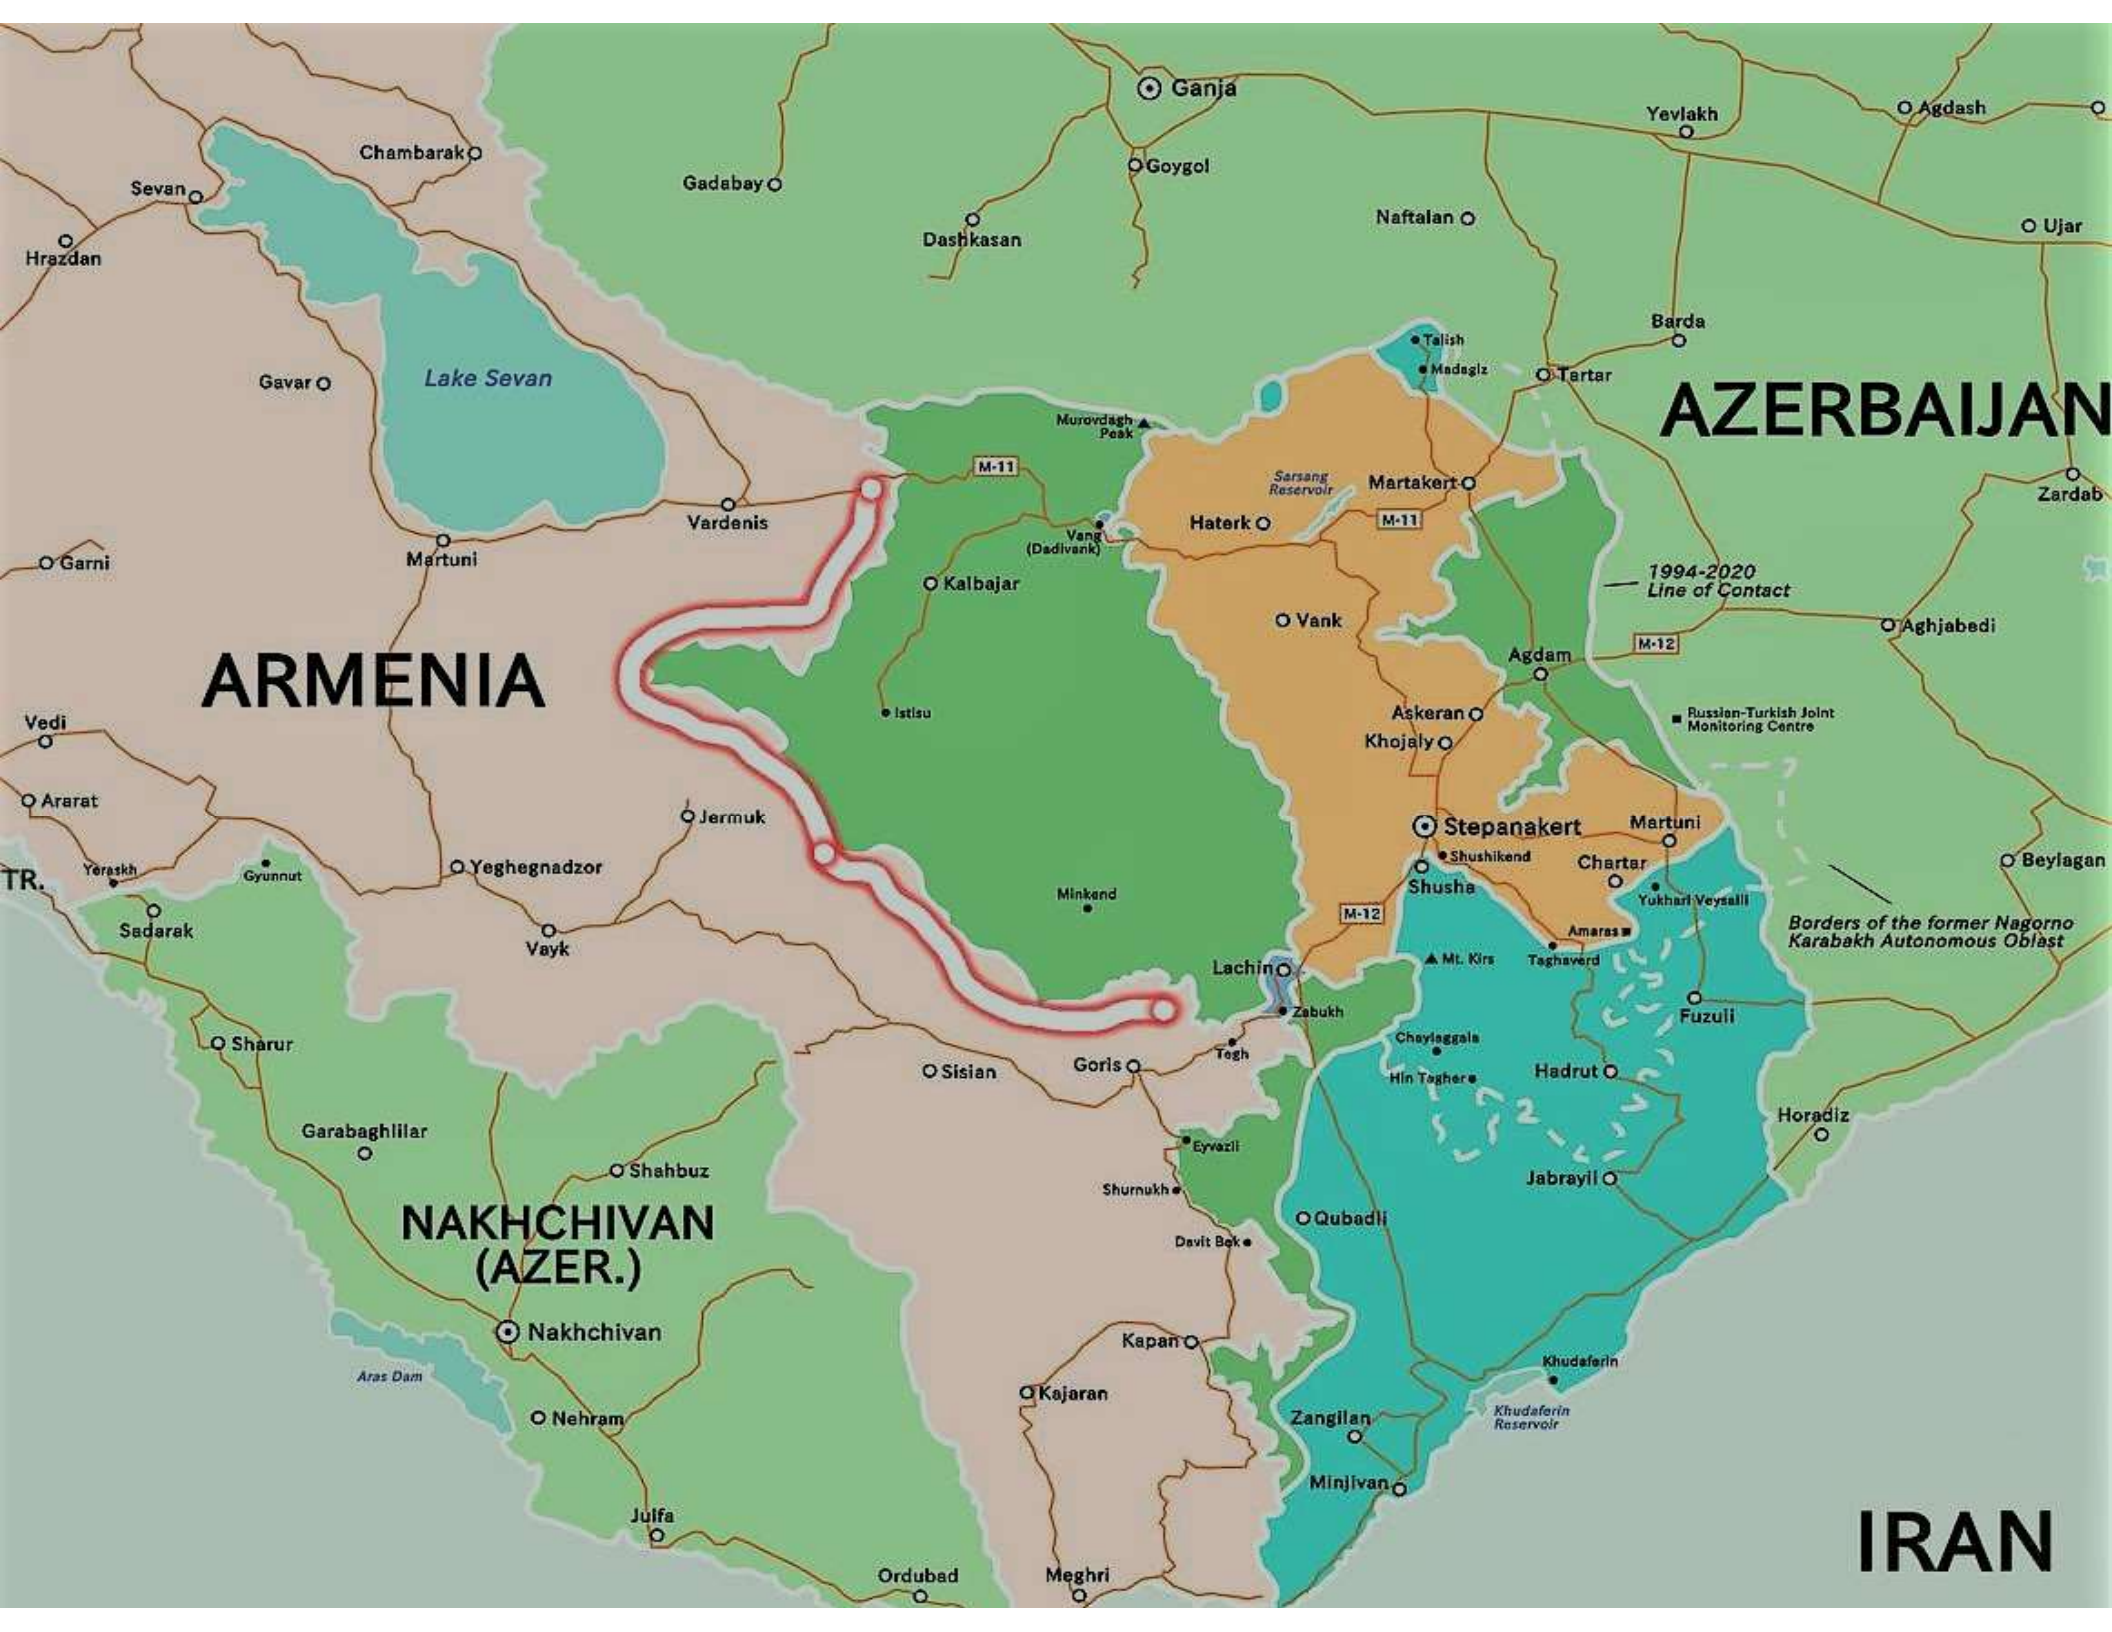 Ganja
Yevlakh
Agdash
Chambarak
Goygol
Gadabay
Sevan
Naftalan
Ujar
Dashkasan
Hrazdan
Barda
Talish
Madagiz
Tartar
Gavar
Lake Sevan
AZERBAIJAN
Murovdagh
Peak
M-11
Sarsang
Reservoir
Martakert
Zardab
Vardenis
Haterk
M-11
Vang
(Dadivank)
Martuni
Garni
Kalbajar
1994-2020
Line of Contact
Vank
Aghjabedi
M-12
Agdam
ARMENIA
Istisu
Askeran
Russian-Turkish Joint
Monitoring Centre
Vedi
Khojaly
Ararat
Jermuk
Stepanakert
Martuni
Shushikend
Chartar
Beylagan
Yeraskh
Gyunnut
Yeghegnadzor
TR.
Shusha
Minkend
Yukhari Veysalli
M-12
Sadarak
Vayk
Amaras
Borders of the former Nagorno
Karabakh Autonomous Oblast
Mt. Kirs
Taghaverd
Lachin
Zabukh
Fuzuli
Sharur
Chaylaggala
Tegh
Goris
Sisian
Hin Tagher
Hadrut
Horadiz
Garabaghlilar
Eyvazli
Shahbuz
Jabrayil
Shurnukh
NAKHCHIVAN
(AZER.)
Qubadli
Davit Bek
Nakhchivan
Kapan
Khudaferin
Aras Dam
Kajaran
Khudaferin
Reservoir
Nehram
Zangilan
Minjivan
Julfa
IRAN
Ordubad
Meghri